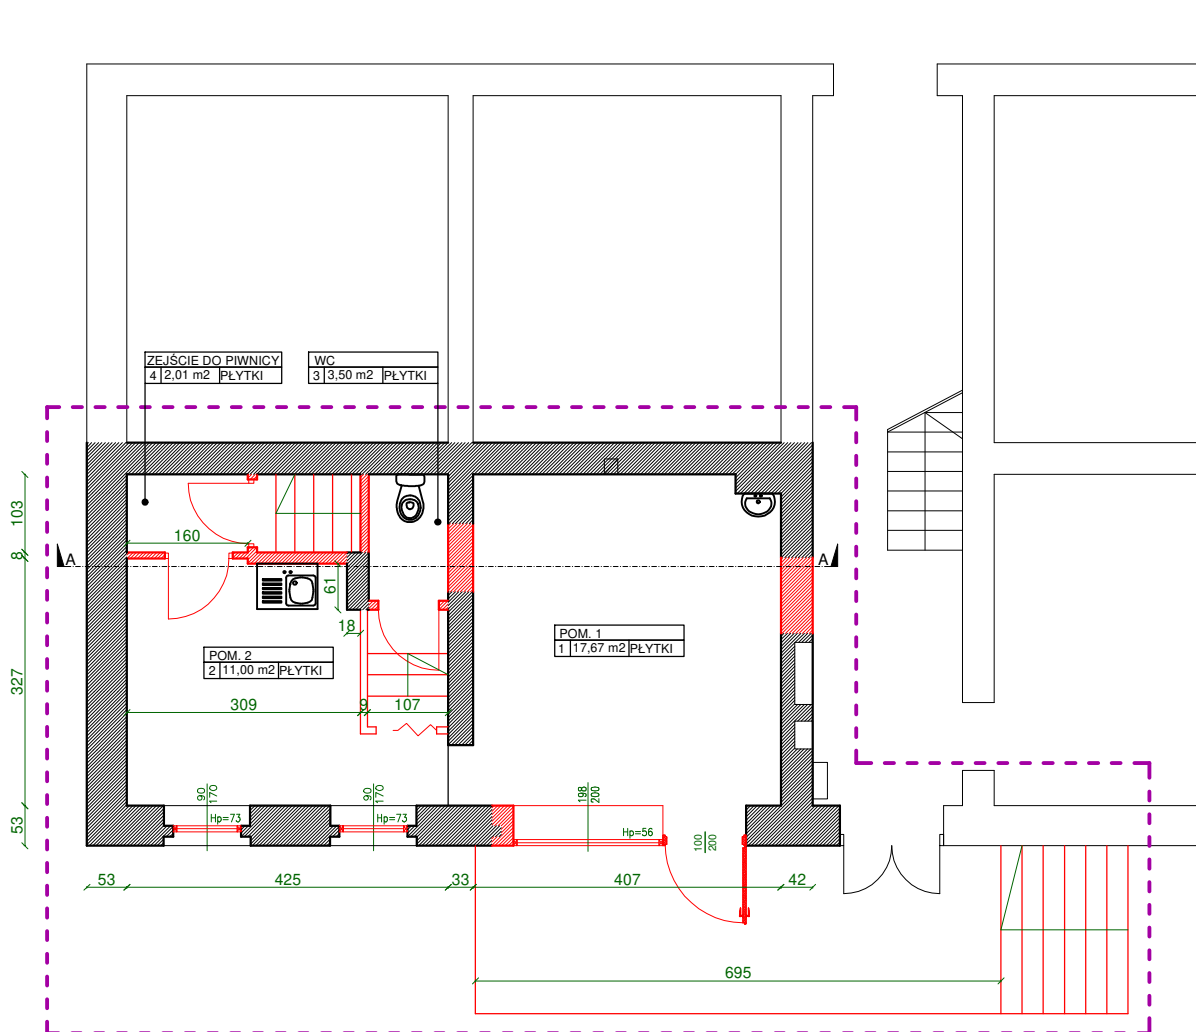 ZEJŚCIE DO PIWNICY
4 2,01 m2 PŁYTKI
WC
3 3,50 m2 PŁYTKI
103
8
327
53
160
A
A
61
18
POM. 1
1 17,67 m2 PŁYTKI
POM. 2
2 11,00 m2 PŁYTKI
309
9
107
90
170
Hp=73
90
170
Hp=73
198
200
Hp=56
100
200
53
425
33
407
42
695